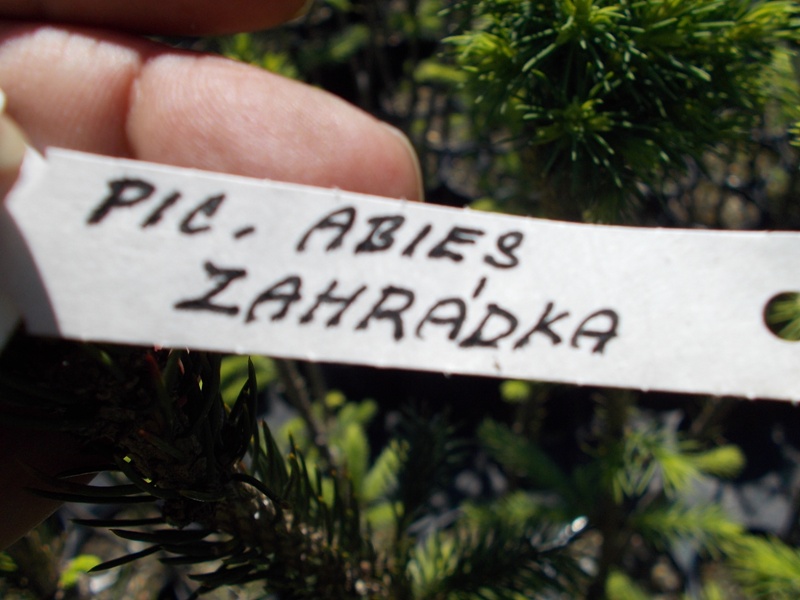 PIC. ABIES
ZAHRÁDKA